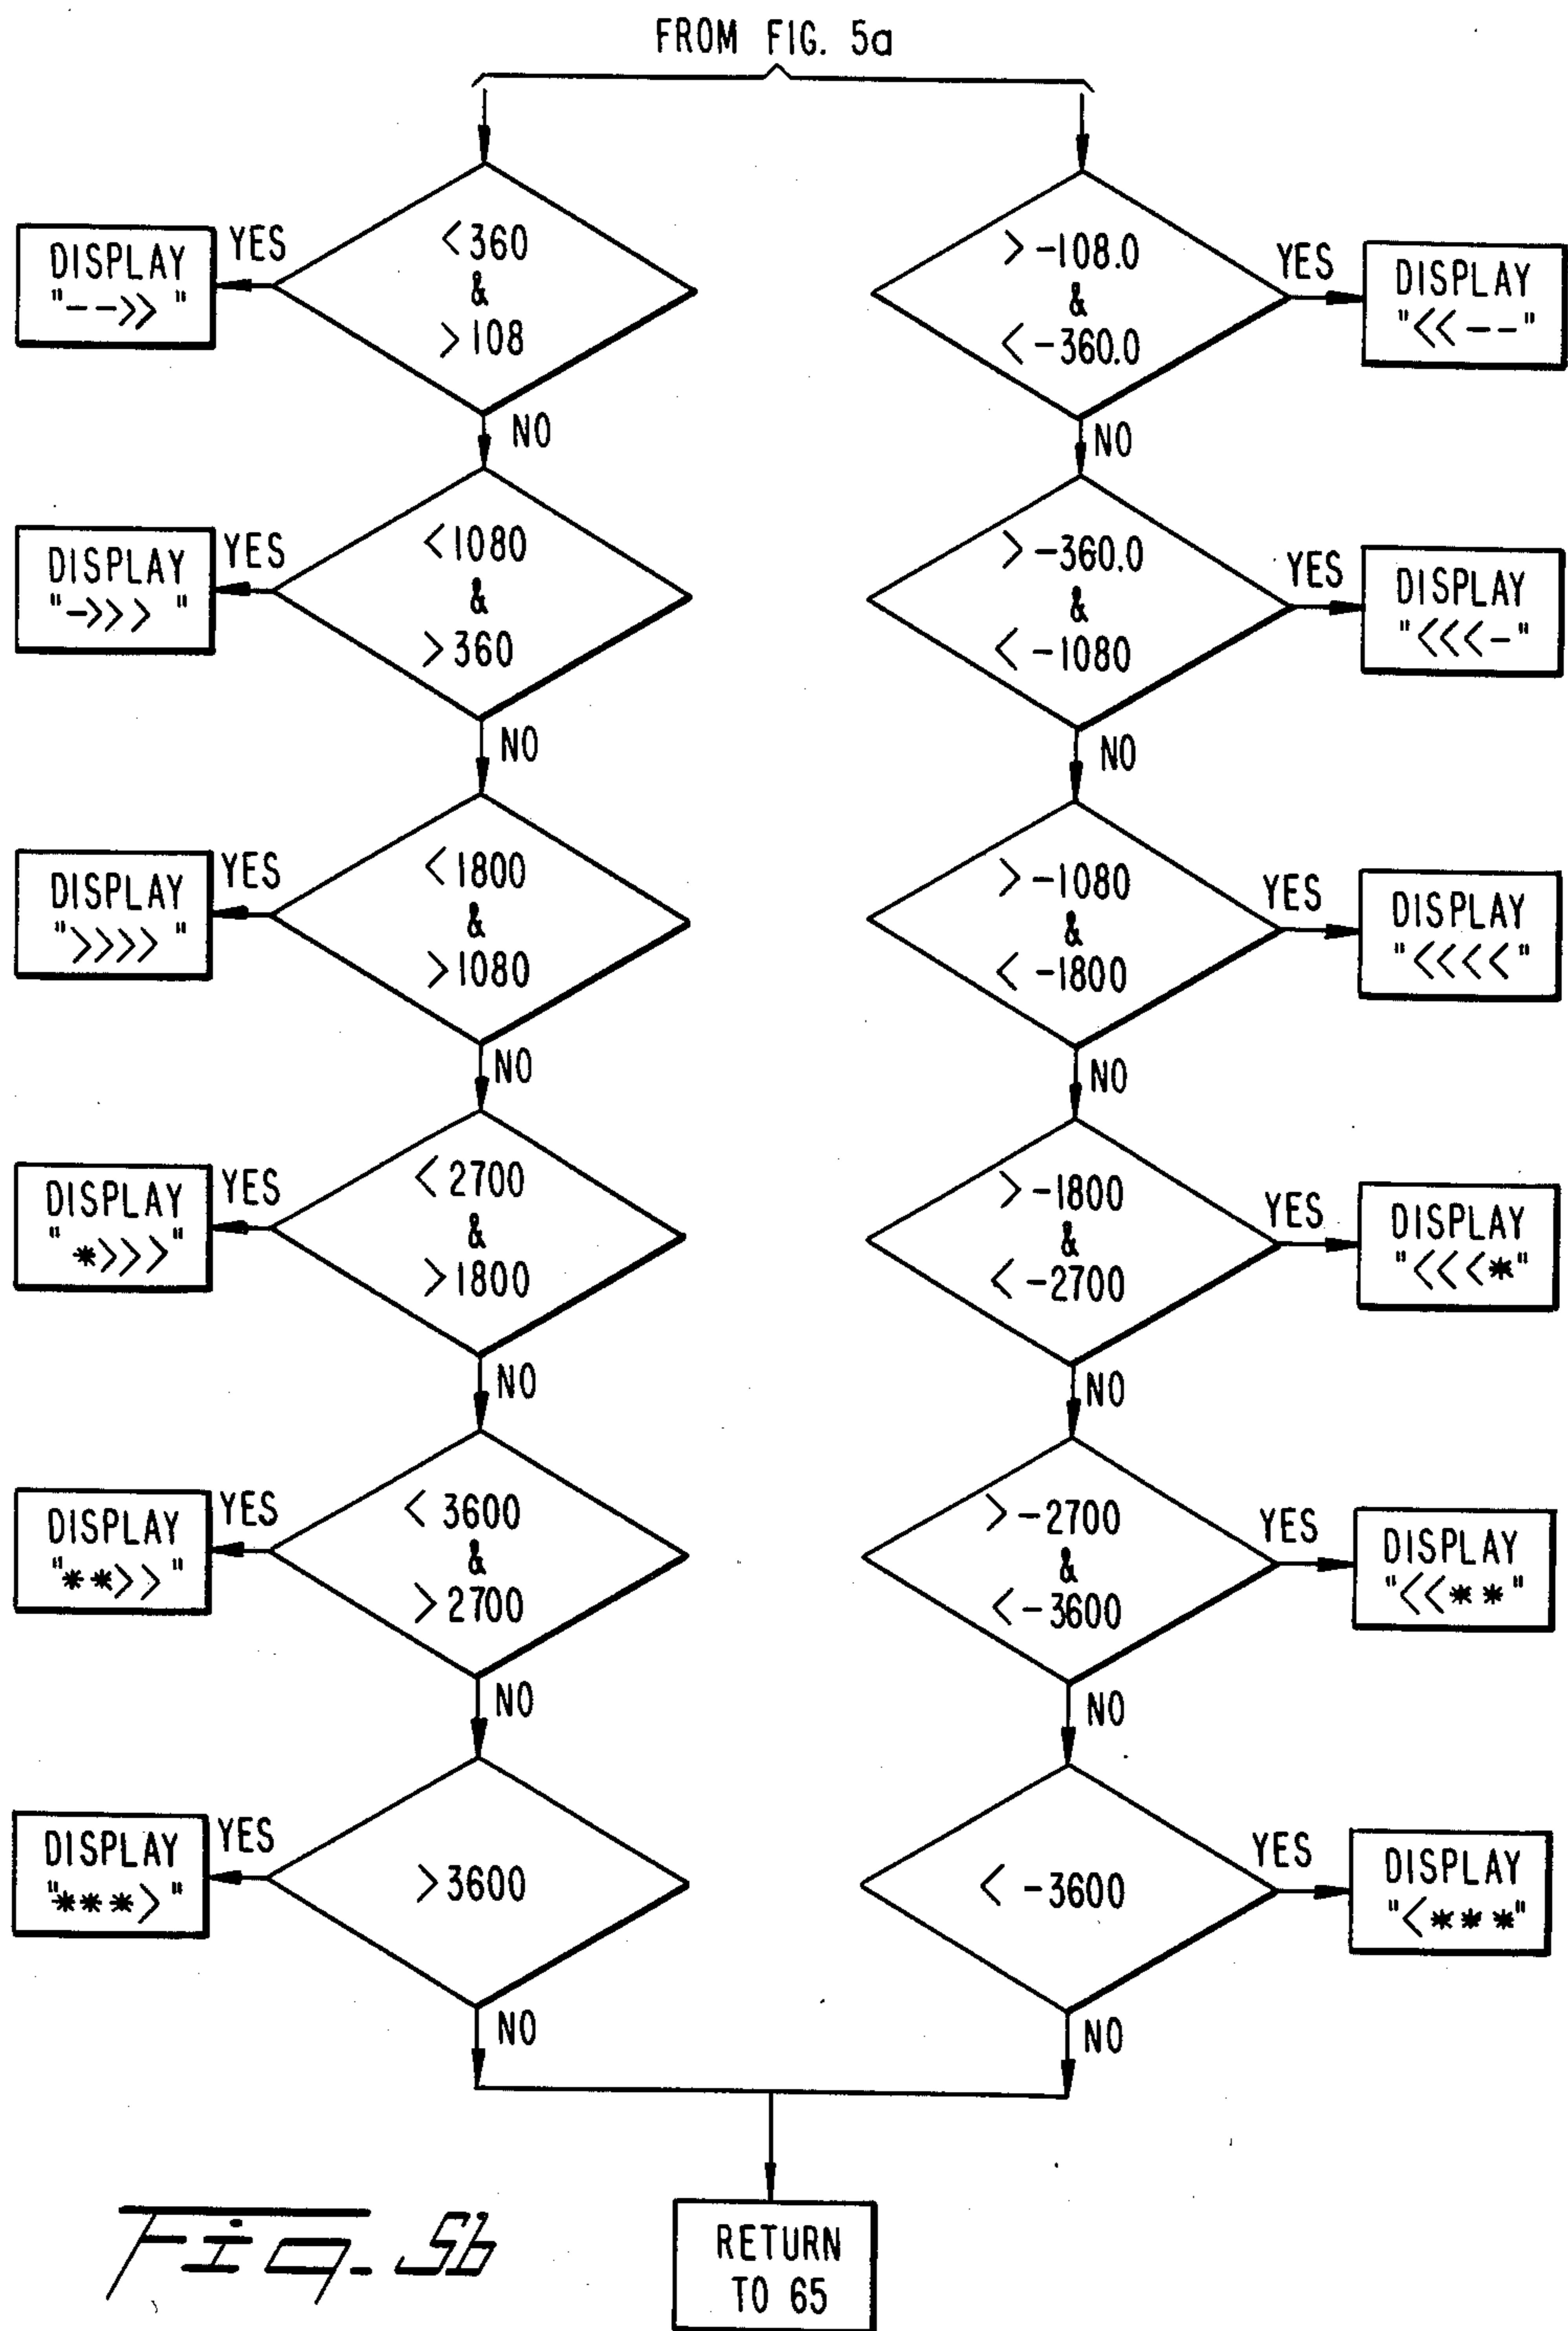 FROM FIG. 5a
<360
&
>108
YES
DISPLAY
"-->>"
NO
<1080
&
>360
YES
DISPLAY
"->>>"
NO
<1800
&
>1080
YES
DISPLAY
">>>>"
NO
<2700
&
>1800
YES
DISPLAY
"*>>>"
NO
<3600
&
>2700
YES
DISPLAY
"**>>"
NO
>3600
YES
DISPLAY
"***>"
NO
>-108.0
&
<-360.0
YES
DISPLAY
"<<--"
NO
>-360.0
&
<-1080
YES
DISPLAY
"<<<-"
NO
>-1080
&
<-1800
YES
DISPLAY
"<<<<"
NO
>-1800
&
<-2700
YES
DISPLAY
"<<<*"
NO
>-2700
&
<-3600
YES
DISPLAY
"<<**"
NO
<-3600
YES
DISPLAY
"<***"
NO
RETURN
TO 65
Fig. 5b